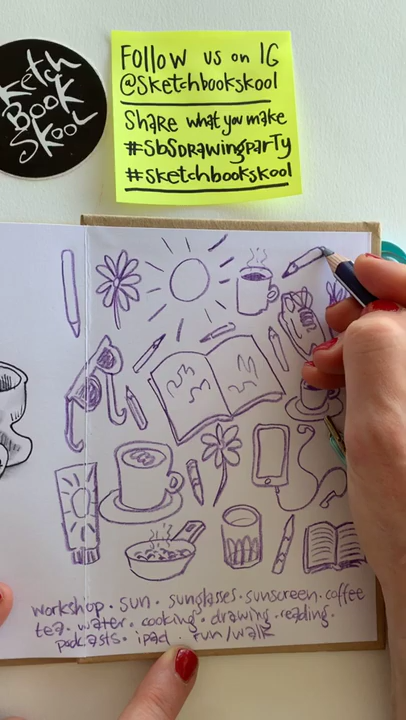 Sketch
Book
Skool
Follow us on IG
@Sketchbookskool
Share what you make
#SbSDrawingParTy
#sketchbookskool
workshop · sun · sunglasses · sunscreen · coffee
tea · water · cooking · drawing · reading ·
podcasts · ipad · run/walk